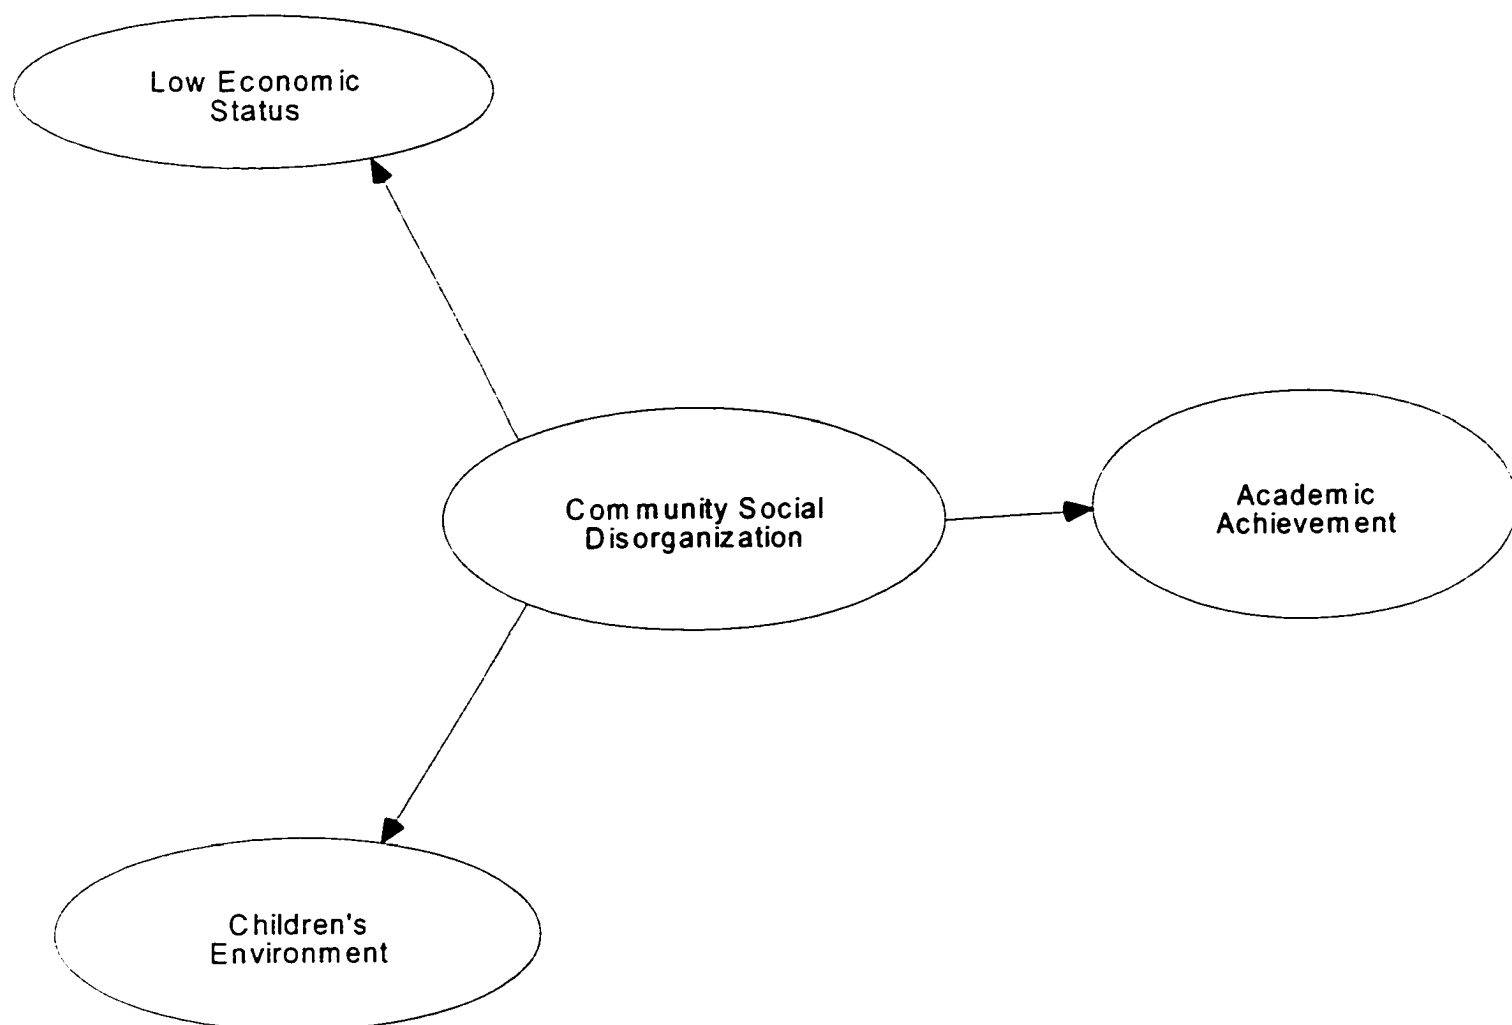 Low Economic
Status
Community Social
Disorganization
Academic
Achievement
Children's
Environment